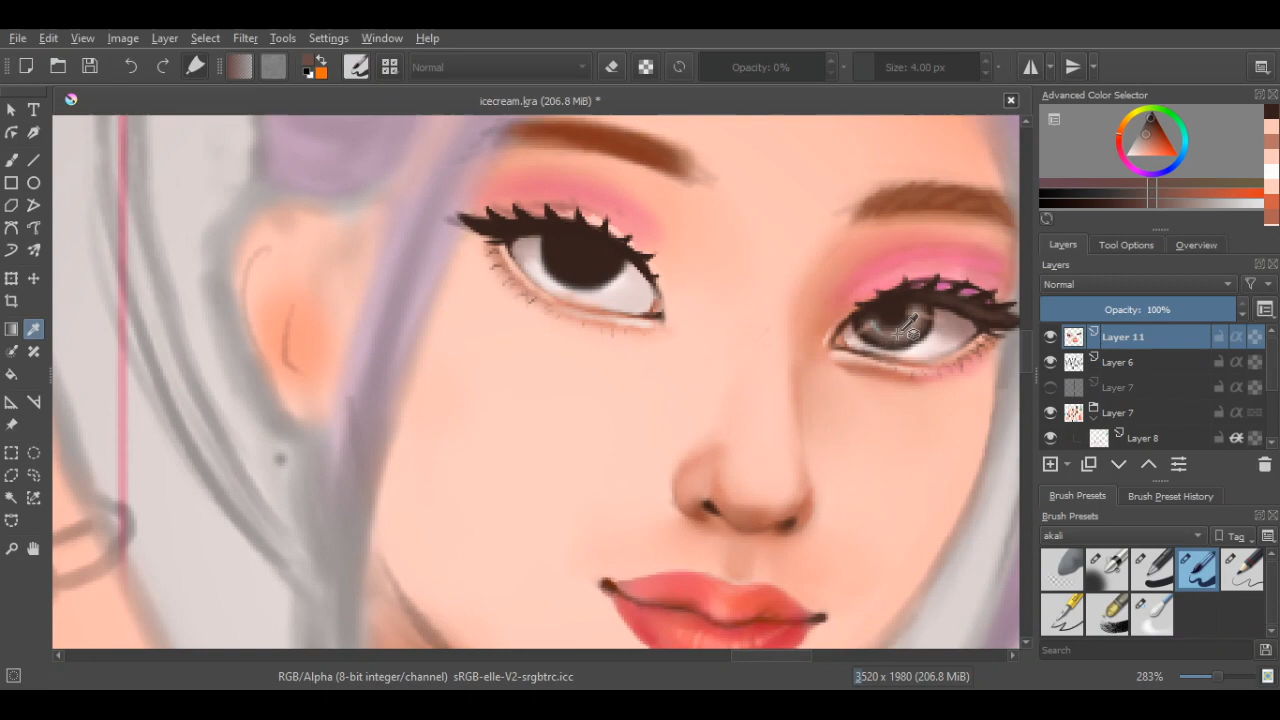 File Edit View Image Layer Select Filter Tools Settings Window Help
Normal Opacity: 0% Size: 4.00 px
icecream.kra (206.8 MiB) *
Advanced Color Selector
Layers Tool Options Overview
Layers
Normal
Opacity: 100%
Layer 11
Layer 6
Layer 7
Layer 7
Layer 8
Brush Presets Brush Preset History
Brush Presets
akali Tag
Search
RGB/Alpha (8-bit integer/channel) sRGB-elle-V2-srgbtrc.icc 3520 x 1980 (206.8 MiB) 283%